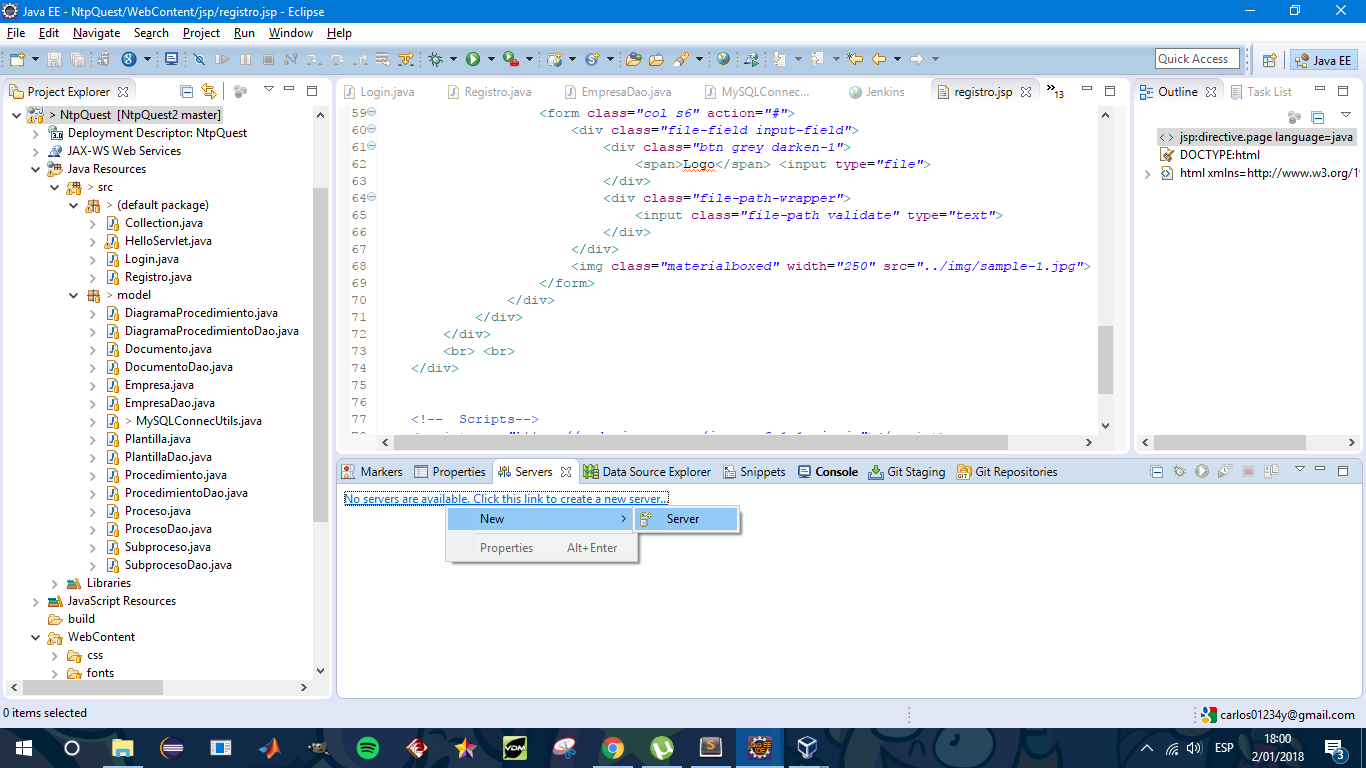 Java EE - NtpQuest/WebContent/jsp/registro.jsp - Eclipse
File Edit Navigate Search Project Run Window Help
Quick Access
Java EE
Project Explorer
> NtpQuest [NtpQuest2 master]
Deployment Descriptor: NtpQuest
JAX-WS Web Services
Java Resources
> src
> (default package)
Collection.java
HelloServlet.java
Login.java
Registro.java
> model
DiagramaProcedimiento.java
DiagramaProcedimientoDao.java
Documento.java
DocumentoDao.java
Empresa.java
EmpresaDao.java
> MySQLConnecUtils.java
Plantilla.java
PlantillaDao.java
Procedimiento.java
ProcedimientoDao.java
Proceso.java
ProcesoDao.java
Subproceso.java
SubprocesoDao.java
Libraries
JavaScript Resources
build
WebContent
css
fonts
Login.java Registro.java EmpresaDao.java MySQLConnec... Jenkins registro.jsp »13
59 <form class="col s6" action="#">
60 <div class="file-field input-field">
61 <div class="btn grey darken-1">
62 <span>Logo</span> <input type="file">
63 </div>
64 <div class="file-path-wrapper">
65 <input class="file-path validate" type="text">
66 </div>
67 </div>
68 <img class="materialboxed" width="250" src="../img/sample-1.jpg">
69 </form>
70 </div>
71 </div>
72 </div>
73 <br> <br>
74 </div>
75
76
77 <!-- Scripts-->
Outline Task List
jsp:directive.page language=java
DOCTYPE:html
html xmlns=http://www.w3.org/1
Markers Properties Servers Data Source Explorer Snippets Console Git Staging Git Repositories
No servers are available. Click this link to create a new server...
New
Server
Properties Alt+Enter
0 items selected
carlos01234y@gmail.com
VDM
ESP
18:00
2/01/2018
3